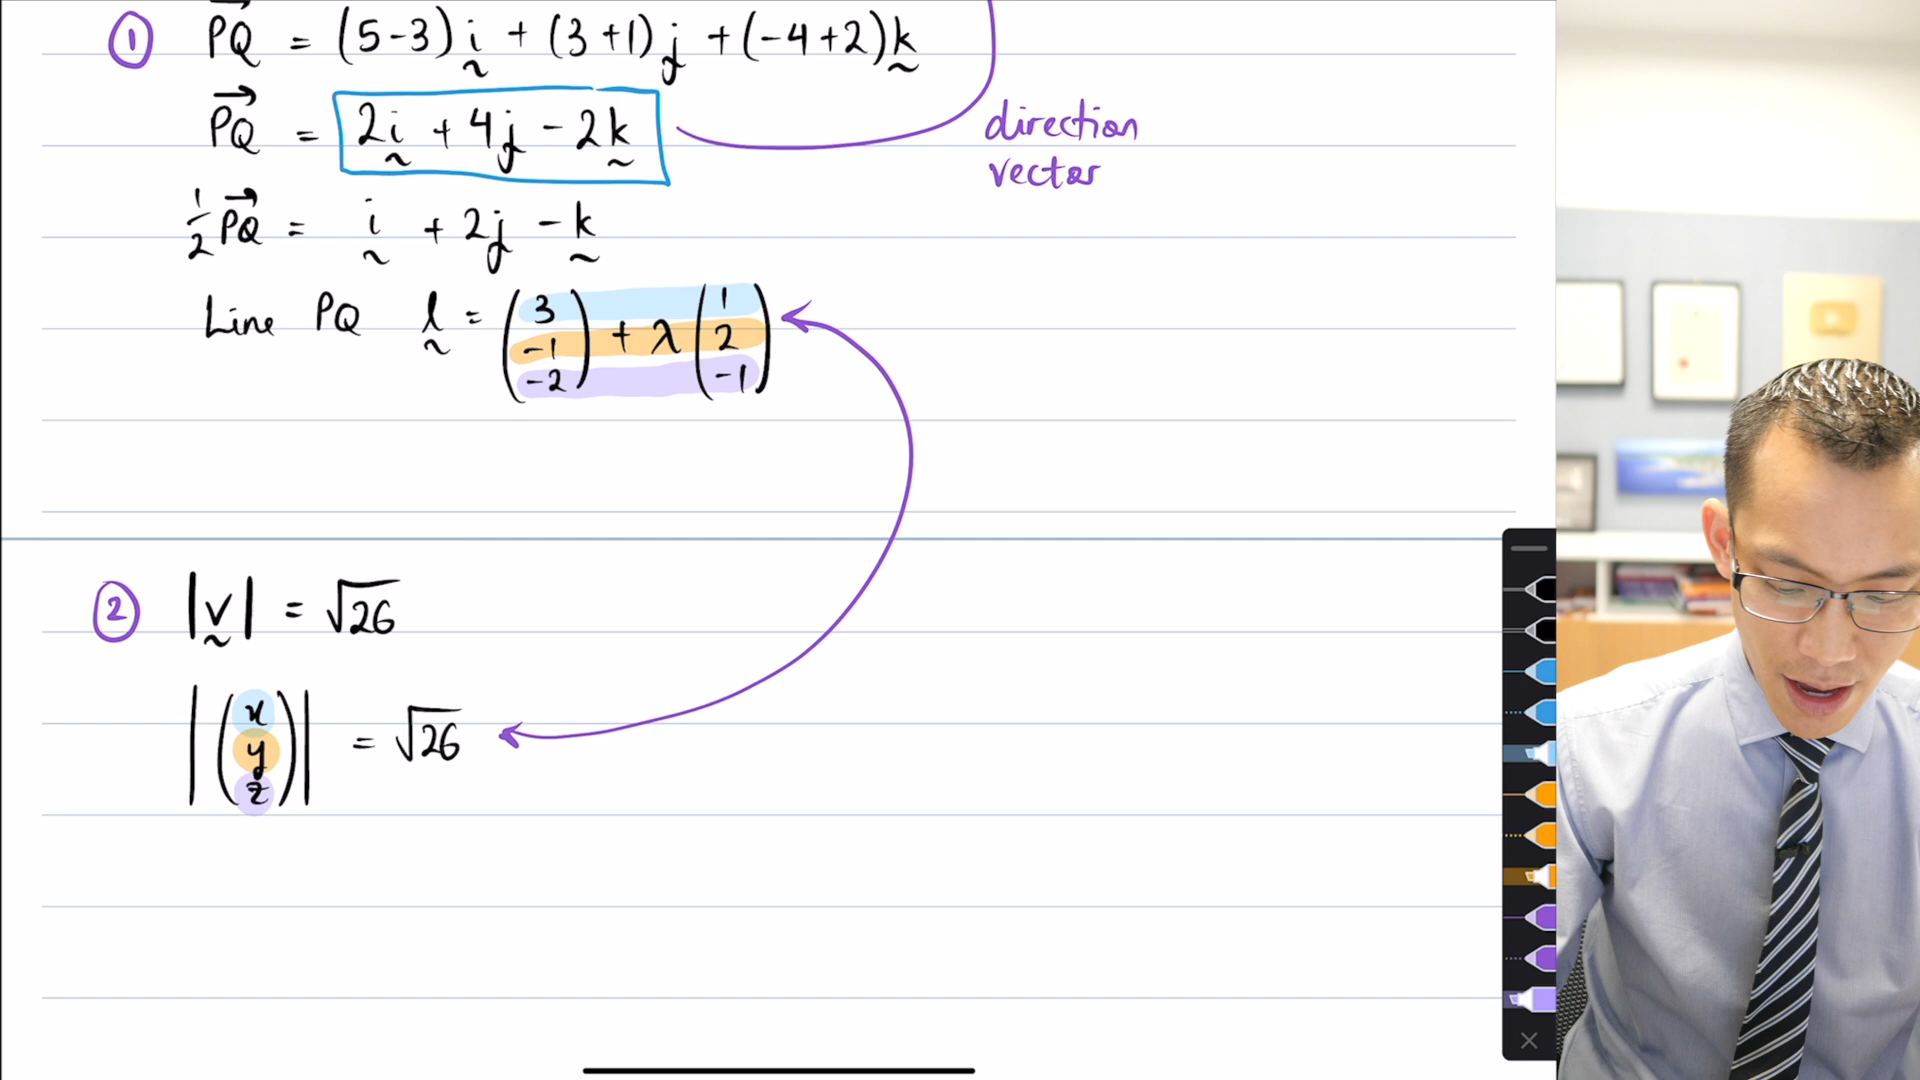 ① PQ⃗ = (5-3)ḭ + (3+1)j̰ + (-4+2)k̰
PQ⃗ = 2ḭ + 4j̰ - 2k̰
direction
vector
½PQ⃗ = ḭ + 2j̰ - k̰
Line PQ l̰ = (3 -1 -2) + λ(1 2 -1)
② |v̰| = √26
|(x y z)| = √26